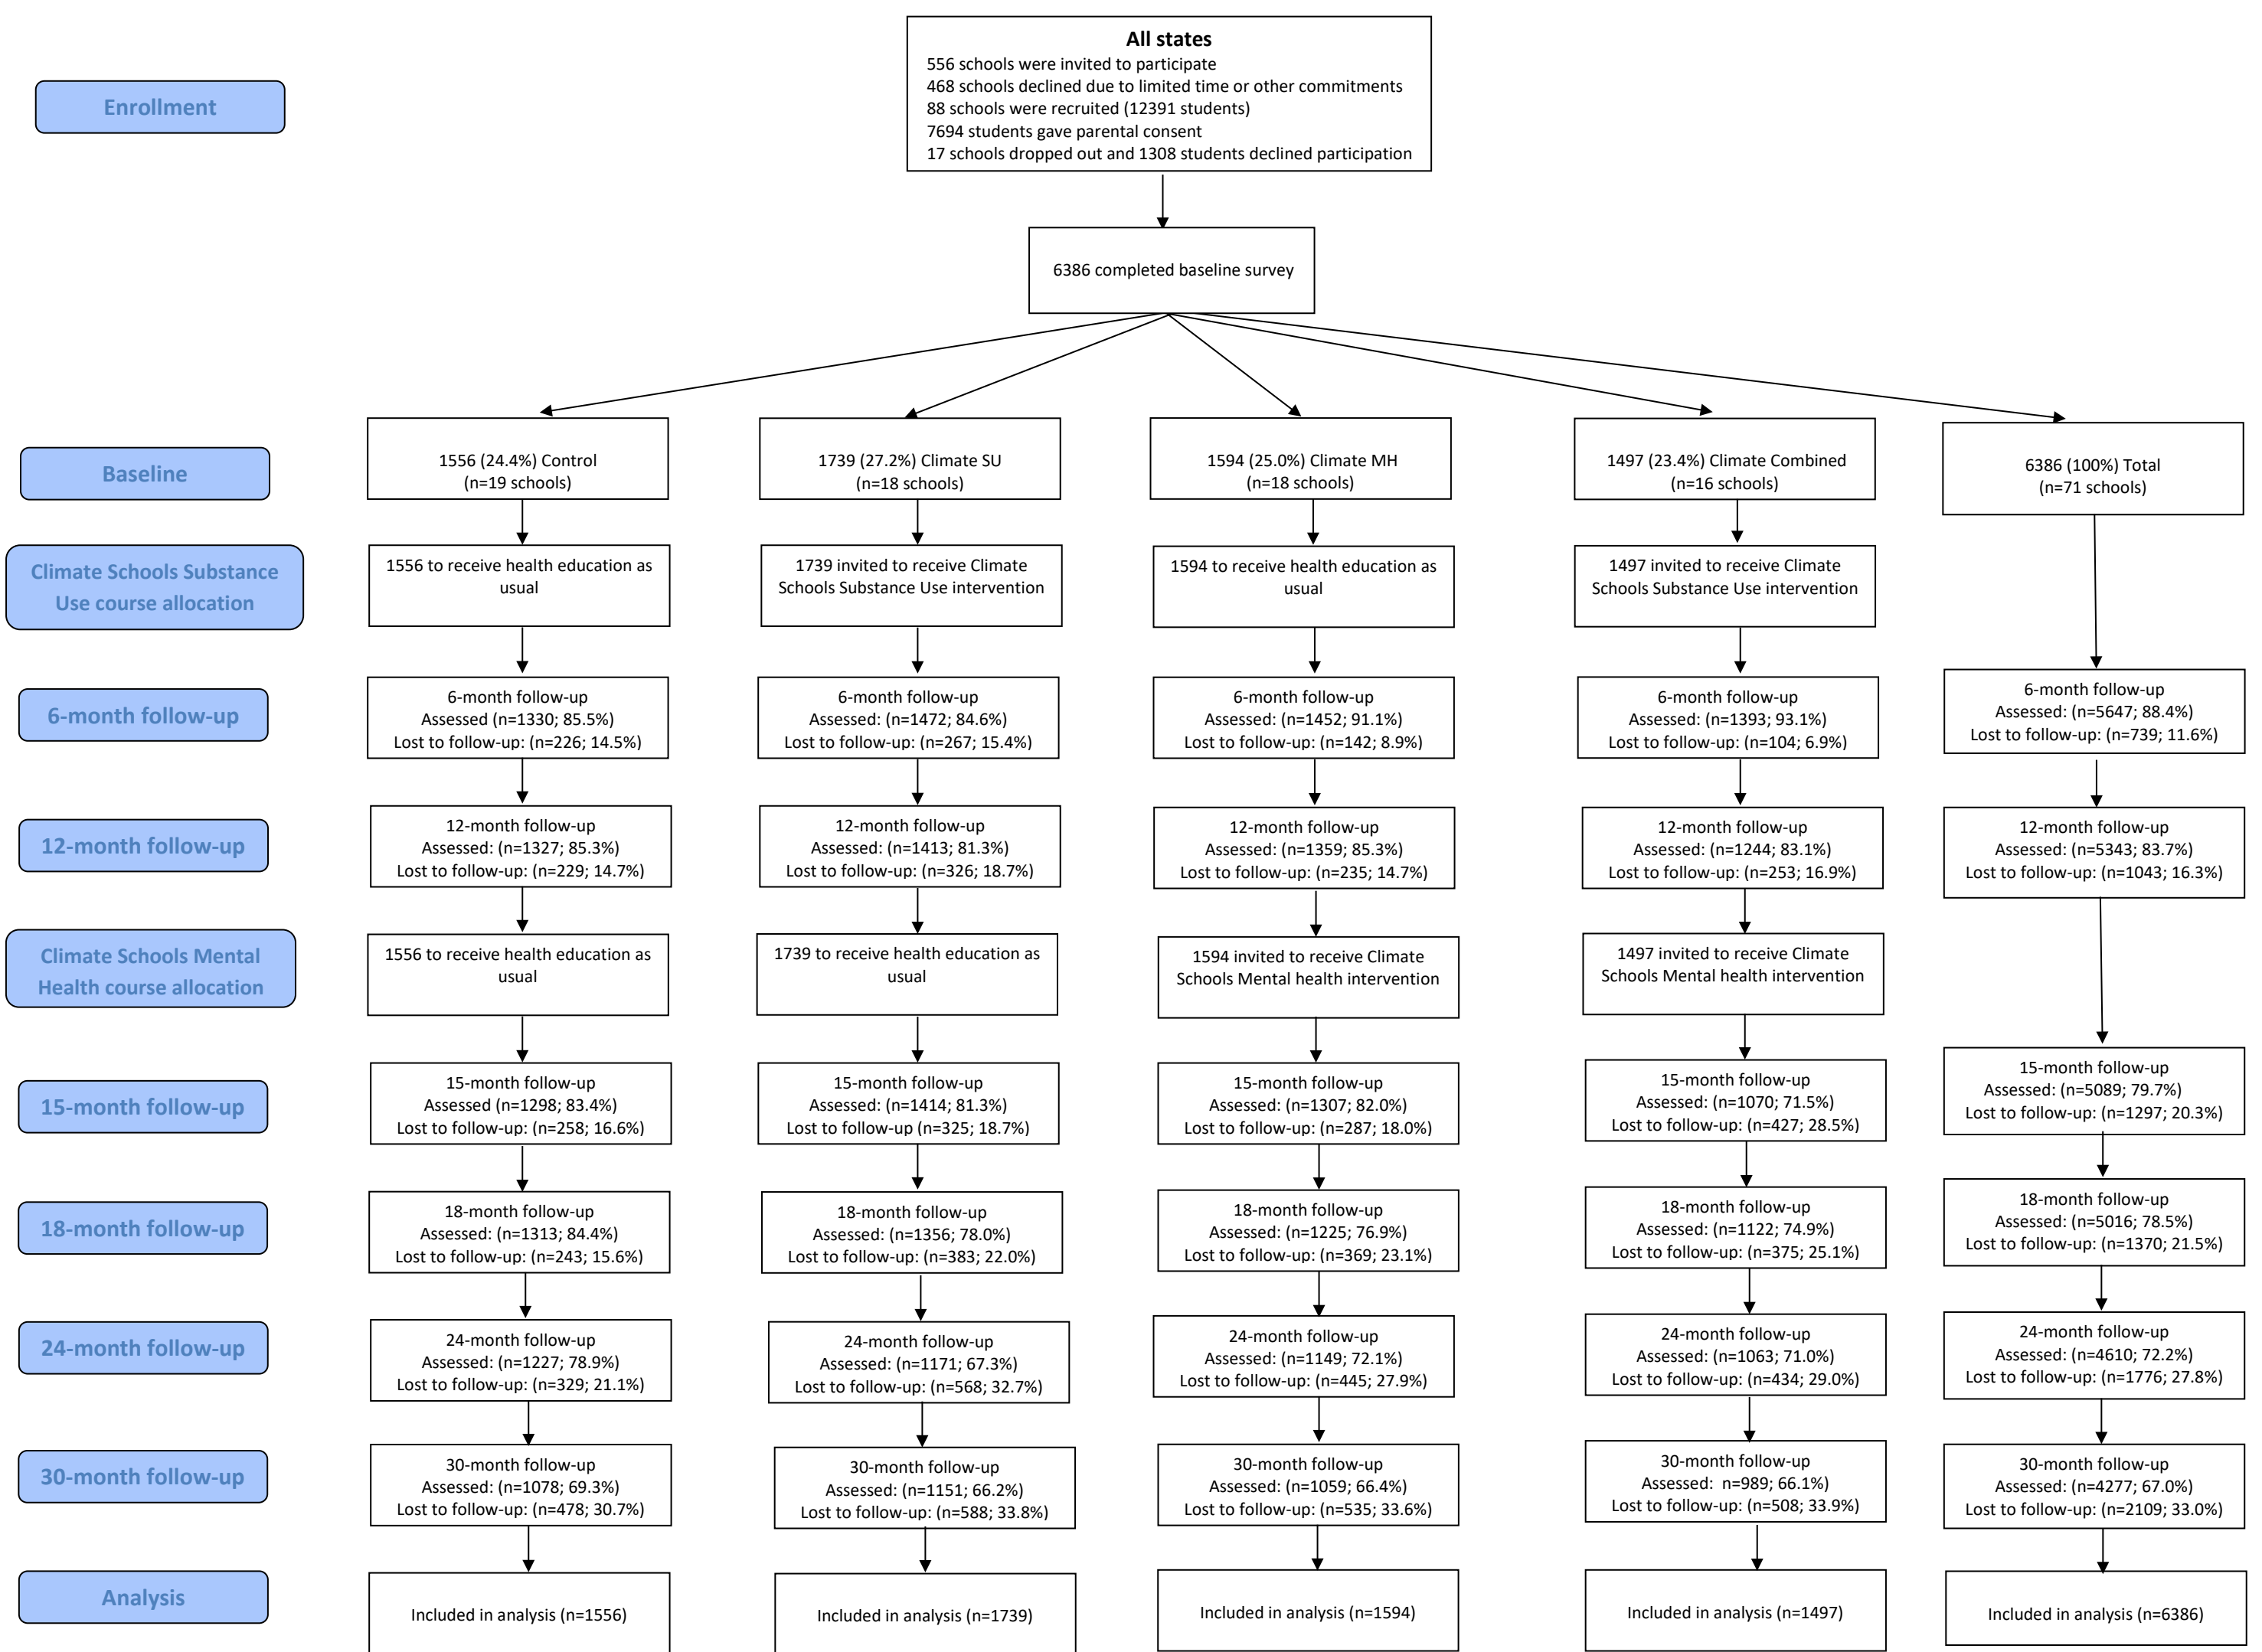 All states
556 schools were invited to participate
468 schools declined due to limited time or other commitments
88 schools were recruited (12391 students)
7694 students gave parental consent
17 schools dropped out and 1308 students declined participation
Enrollment
6386 completed baseline survey
Baseline
1556 (24.4%) Control
(n=19 schools)
1739 (27.2%) Climate SU
(n=18 schools)
1594 (25.0%) Climate MH
(n=18 schools)
1497 (23.4%) Climate Combined
(n=16 schools)
6386 (100%) Total
(n=71 schools)
Climate Schools Substance
Use course allocation
1556 to receive health education as
usual
1739 invited to receive Climate
Schools Substance Use intervention
1594 to receive health education as
usual
1497 invited to receive Climate
Schools Substance Use intervention
6-month follow-up
6-month follow-up
Assessed (n=1330; 85.5%)
Lost to follow-up: (n=226; 14.5%)
6-month follow-up
Assessed: (n=1472; 84.6%)
Lost to follow-up: (n=267; 15.4%)
6-month follow-up
Assessed: (n=1452; 91.1%)
Lost to follow-up: (n=142; 8.9%)
6-month follow-up
Assessed: (n=1393; 93.1%)
Lost to follow-up: (n=104; 6.9%)
6-month follow-up
Assessed: (n=5647; 88.4%)
Lost to follow-up: (n=739; 11.6%)
12-month follow-up
12-month follow-up
Assessed: (n=1327; 85.3%)
Lost to follow-up: (n=229; 14.7%)
12-month follow-up
Assessed: (n=1413; 81.3%)
Lost to follow-up: (n=326; 18.7%)
12-month follow-up
Assessed: (n=1359; 85.3%)
Lost to follow-up: (n=235; 14.7%)
12-month follow-up
Assessed: (n=1244; 83.1%)
Lost to follow-up: (n=253; 16.9%)
12-month follow-up
Assessed: (n=5343; 83.7%)
Lost to follow-up: (n=1043; 16.3%)
Climate Schools Mental
Health course allocation
1556 to receive health education as
usual
1739 to receive health education as
usual
1594 invited to receive Climate
Schools Mental health intervention
1497 invited to receive Climate
Schools Mental health intervention
15-month follow-up
15-month follow-up
Assessed (n=1298; 83.4%)
Lost to follow-up: (n=258; 16.6%)
15-month follow-up
Assessed: (n=1414; 81.3%)
Lost to follow-up (n=325; 18.7%)
15-month follow-up
Assessed: (n=1307; 82.0%)
Lost to follow-up: (n=287; 18.0%)
15-month follow-up
Assessed: (n=1070; 71.5%)
Lost to follow-up: (n=427; 28.5%)
15-month follow-up
Assessed: (n=5089; 79.7%)
Lost to follow-up: (n=1297; 20.3%)
18-month follow-up
18-month follow-up
Assessed: (n=1313; 84.4%)
Lost to follow-up: (n=243; 15.6%)
18-month follow-up
Assessed: (n=1356; 78.0%)
Lost to follow-up: (n=383; 22.0%)
18-month follow-up
Assessed: (n=1225; 76.9%)
Lost to follow-up: (n=369; 23.1%)
18-month follow-up
Assessed: (n=1122; 74.9%)
Lost to follow-up: (n=375; 25.1%)
18-month follow-up
Assessed: (n=5016; 78.5%)
Lost to follow-up: (n=1370; 21.5%)
24-month follow-up
24-month follow-up
Assessed: (n=1227; 78.9%)
Lost to follow-up: (n=329; 21.1%)
24-month follow-up
Assessed: (n=1171; 67.3%)
Lost to follow-up: (n=568; 32.7%)
24-month follow-up
Assessed: (n=1149; 72.1%)
Lost to follow-up: (n=445; 27.9%)
24-month follow-up
Assessed: (n=1063; 71.0%)
Lost to follow-up: (n=434; 29.0%)
24-month follow-up
Assessed: (n=4610; 72.2%)
Lost to follow-up: (n=1776; 27.8%)
30-month follow-up
30-month follow-up
Assessed: (n=1078; 69.3%)
Lost to follow-up: (n=478; 30.7%)
30-month follow-up
Assessed: (n=1151; 66.2%)
Lost to follow-up: (n=588; 33.8%)
30-month follow-up
Assessed: (n=1059; 66.4%)
Lost to follow-up: (n=535; 33.6%)
30-month follow-up
Assessed: n=989; 66.1%)
Lost to follow-up: (n=508; 33.9%)
30-month follow-up
Assessed: (n=4277; 67.0%)
Lost to follow-up: (n=2109; 33.0%)
Analysis
Included in analysis (n=1556)
Included in analysis (n=1739)
Included in analysis (n=1594)
Included in analysis (n=1497)
Included in analysis (n=6386)